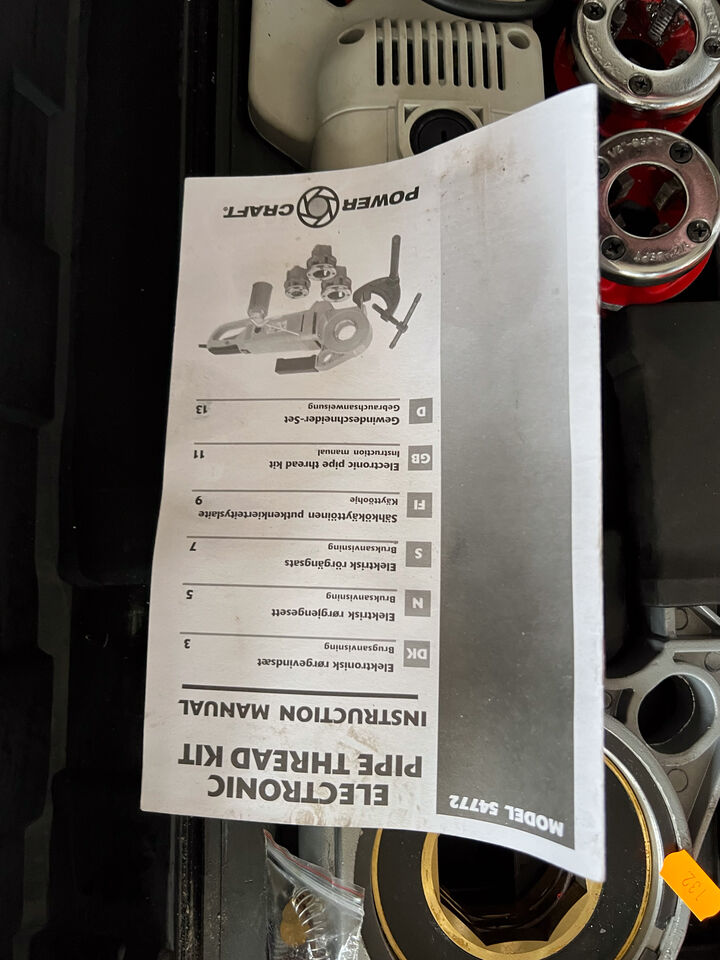 MODEL 54772
ELECTRONIC
PIPE THREAD KIT
INSTRUCTION MANUAL
DK
Elektronisk rørgevindsæt
Brugsanvisning 3
N
Elektrisk rørgjengesett
Bruksanvisning 5
S
Elektrisk rörgängsats
Bruksanvisning 7
FI
Sähkökäyttöinen putkenkierteityslaite
Käyttöohje 9
GB
Electronic pipe thread kit
Instruction manual 11
D
Gewindeschneider-Set
Gebrauchsanweisung 13
POWER CRAFT®
132